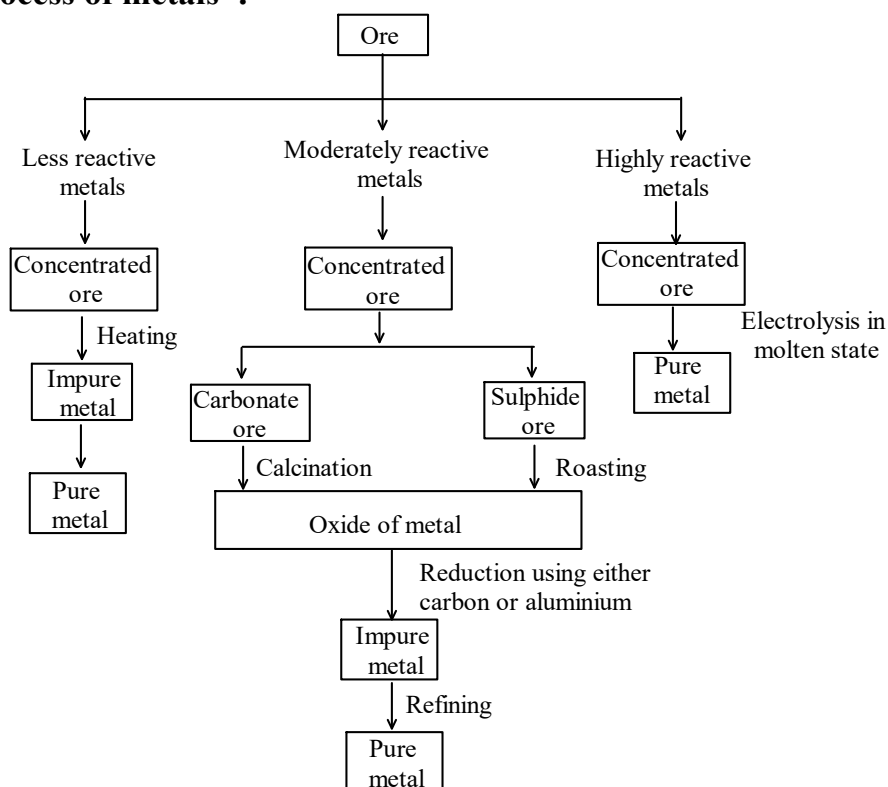 ocess of metals" :
Ore
Less reactive
metals
Moderately reactive
metals
Highly reactive
metals
Concentrated
ore
Concentrated
ore
Concentrated
ore
Heating
Electrolysis in
molten state
Impure
metal
Pure
metal
Carbonate
ore
Sulphide
ore
Calcination
Roasting
Pure
metal
Oxide of metal
Reduction using either
carbon or aluminium
Impure
metal
Refining
Pure
metal